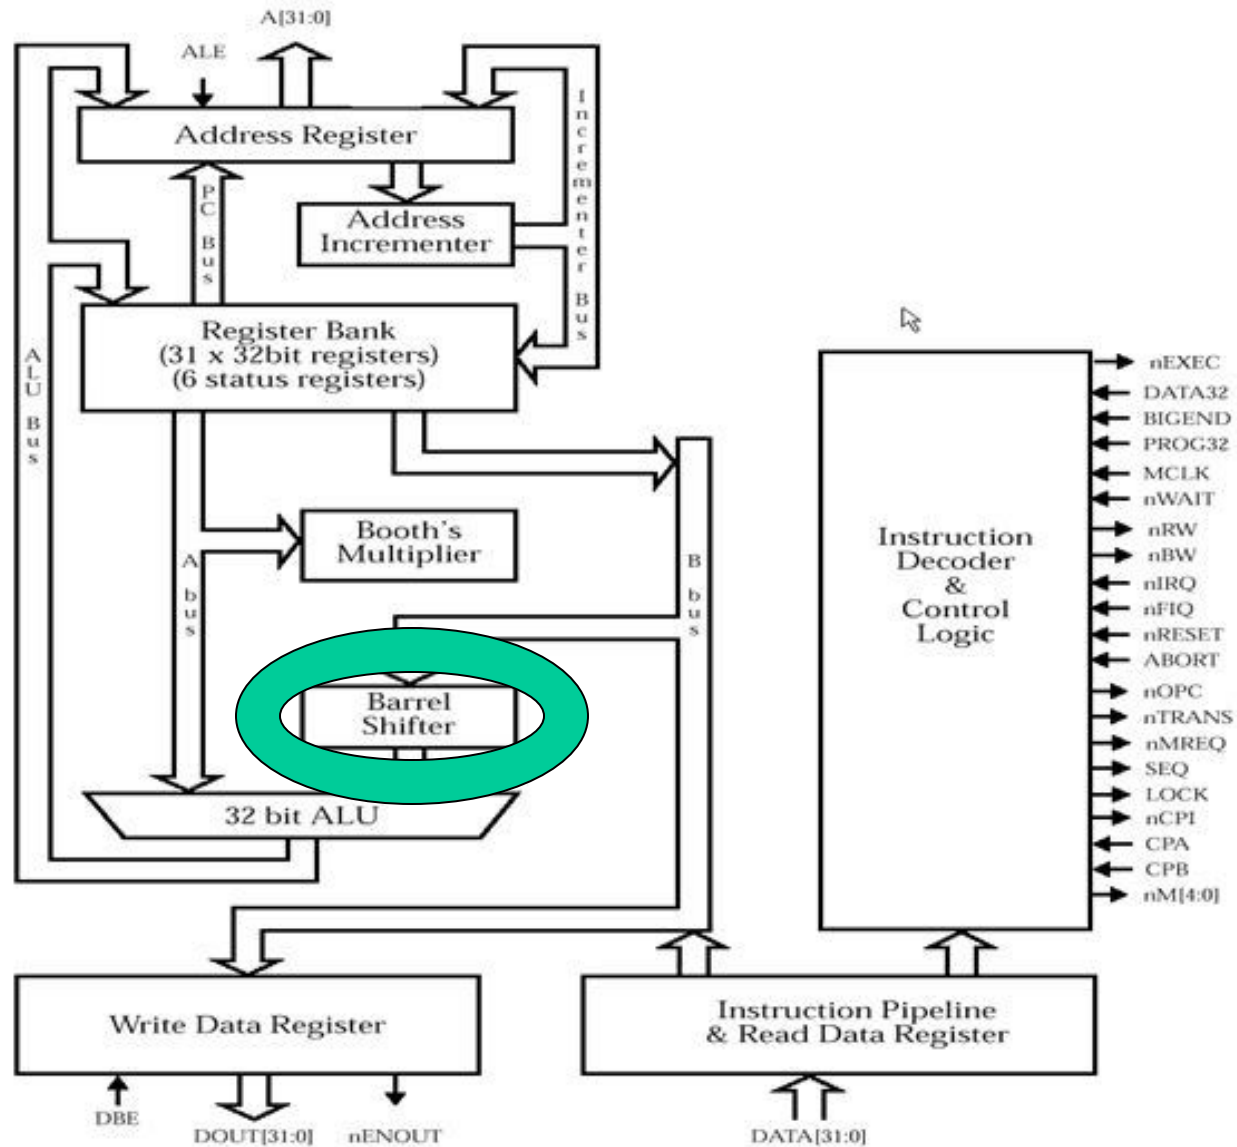 A[31:0]
ALE
Address Register
PC Bus
Address
Incrementer
Incrementer Bus
Register Bank
(31 x 32bit registers)
(6 status registers)
ALU Bus
Booth's
Multiplier
A bus
B bus
Barrel
Shifter
32 bit ALU
Write Data Register
DBE
DOUT[31:0]
nENOUT
Instruction
Decoder
&
Control
Logic
nEXEC
DATA32
BIGEND
PROG32
MCLK
nWAIT
nRW
nBW
nIRQ
nFIQ
nRESET
ABORT
nOPC
nTRANS
nMREQ
SEQ
LOCK
nCPI
CPA
CPB
nM[4:0]
Instruction Pipeline
& Read Data Register
DATA[31:0]